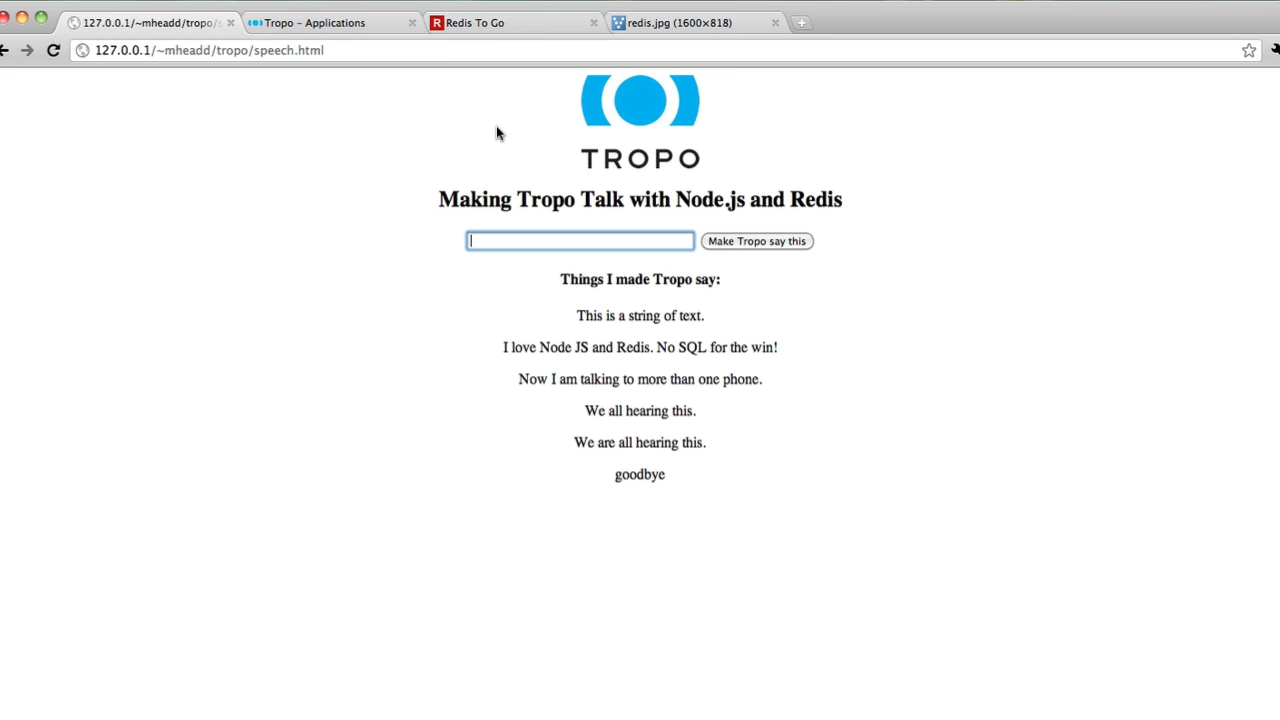 127.0.0.1/~mheadd/tropo/s
Tropo – Applications
R Redis To Go
redis.jpg (1600×818)
127.0.0.1/~mheadd/tropo/speech.html
TROPO
Making Tropo Talk with Node.js and Redis
Make Tropo say this
Things I made Tropo say:
This is a string of text.
I love Node JS and Redis. No SQL for the win!
Now I am talking to more than one phone.
We all hearing this.
We are all hearing this.
goodbye